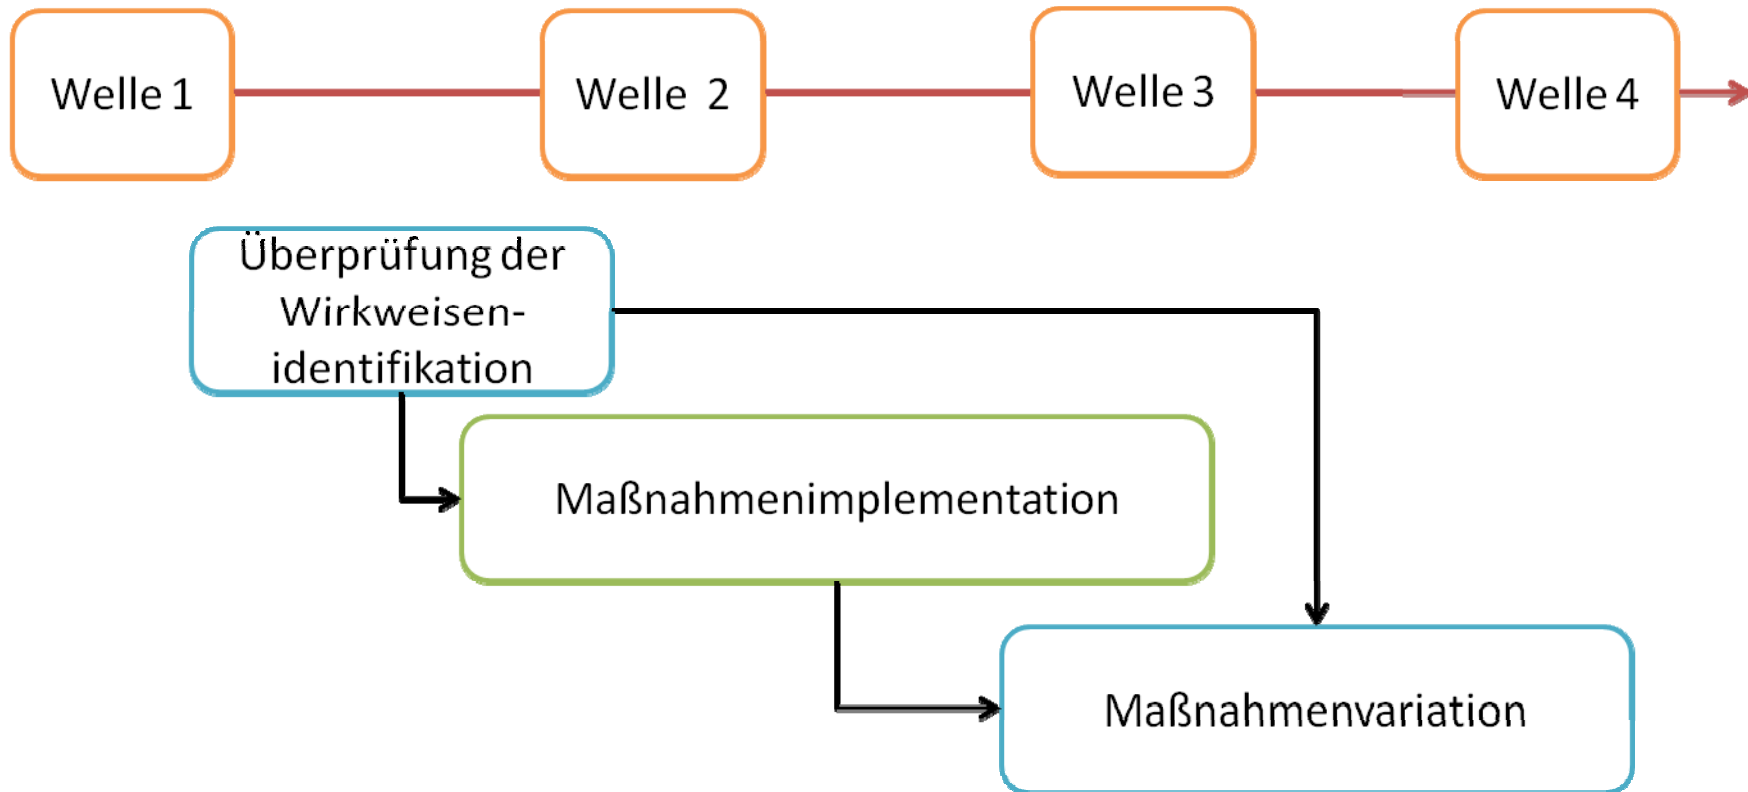 Welle 1
Welle 2
Welle 3
Welle 4
Überprüfung der
Wirkweisen-
identifikation
Maßnahmenimplementation
Maßnahmenvariation